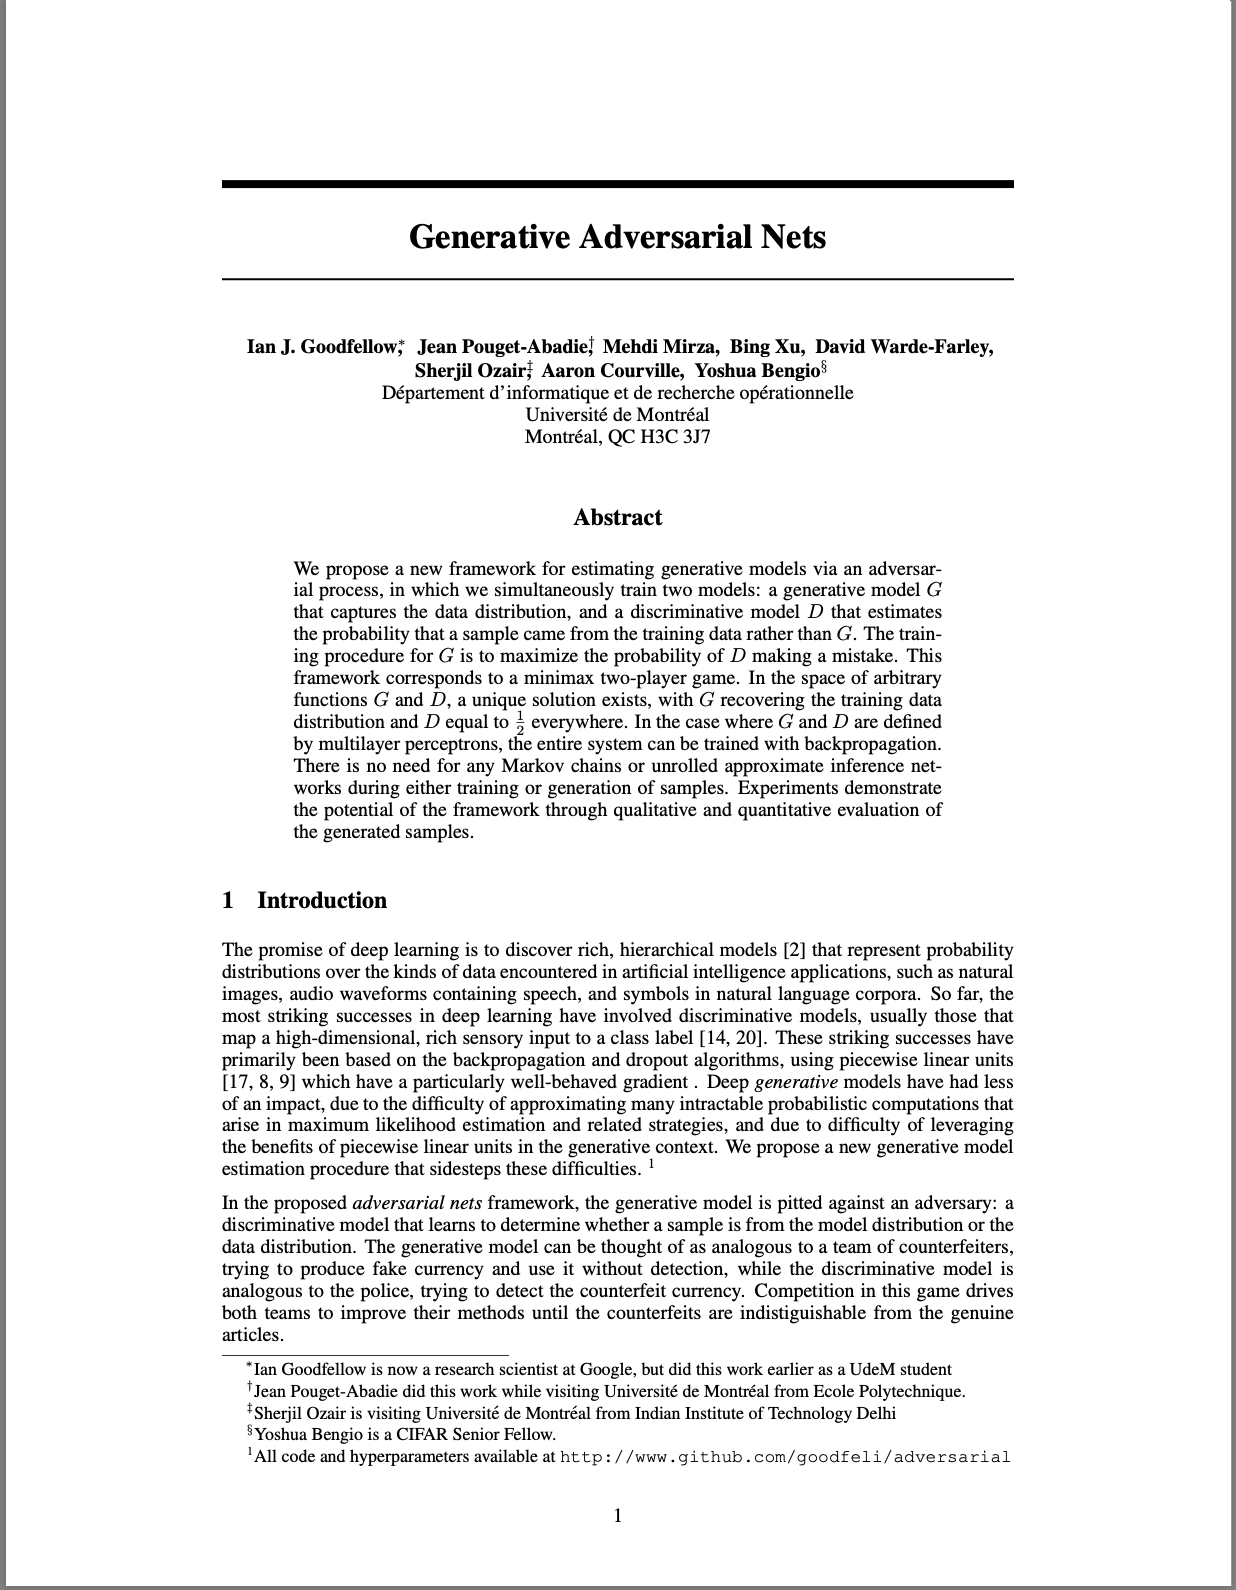 Generative Adversarial Nets
Ian J. Goodfellow,* Jean Pouget-Abadie,† Mehdi Mirza, Bing Xu, David Warde-Farley,
Sherjil Ozair,‡ Aaron Courville, Yoshua Bengio§
Département d'informatique et de recherche opérationnelle
Université de Montréal
Montréal, QC H3C 3J7
Abstract
We propose a new framework for estimating generative models via an adversar-
ial process, in which we simultaneously train two models: a generative model G
that captures the data distribution, and a discriminative model D that estimates
the probability that a sample came from the training data rather than G. The train-
ing procedure for G is to maximize the probability of D making a mistake. This
framework corresponds to a minimax two-player game. In the space of arbitrary
functions G and D, a unique solution exists, with G recovering the training data
distribution and D equal to 1/2 everywhere. In the case where G and D are defined
by multilayer perceptrons, the entire system can be trained with backpropagation.
There is no need for any Markov chains or unrolled approximate inference net-
works during either training or generation of samples. Experiments demonstrate
the potential of the framework through qualitative and quantitative evaluation of
the generated samples.
1 Introduction
The promise of deep learning is to discover rich, hierarchical models [2] that represent probability
distributions over the kinds of data encountered in artificial intelligence applications, such as natural
images, audio waveforms containing speech, and symbols in natural language corpora. So far, the
most striking successes in deep learning have involved discriminative models, usually those that
map a high-dimensional, rich sensory input to a class label [14, 20]. These striking successes have
primarily been based on the backpropagation and dropout algorithms, using piecewise linear units
[17, 8, 9] which have a particularly well-behaved gradient . Deep generative models have had less
of an impact, due to the difficulty of approximating many intractable probabilistic computations that
arise in maximum likelihood estimation and related strategies, and due to difficulty of leveraging
the benefits of piecewise linear units in the generative context. We propose a new generative model
estimation procedure that sidesteps these difficulties. 1
In the proposed adversarial nets framework, the generative model is pitted against an adversary: a
discriminative model that learns to determine whether a sample is from the model distribution or the
data distribution. The generative model can be thought of as analogous to a team of counterfeiters,
trying to produce fake currency and use it without detection, while the discriminative model is
analogous to the police, trying to detect the counterfeit currency. Competition in this game drives
both teams to improve their methods until the counterfeits are indistiguishable from the genuine
articles.
*Ian Goodfellow is now a research scientist at Google, but did this work earlier as a UdeM student
†Jean Pouget-Abadie did this work while visiting Université de Montréal from Ecole Polytechnique.
‡Sherjil Ozair is visiting Université de Montréal from Indian Institute of Technology Delhi
§Yoshua Bengio is a CIFAR Senior Fellow.
1All code and hyperparameters available at http://www.github.com/goodfeli/adversarial
1